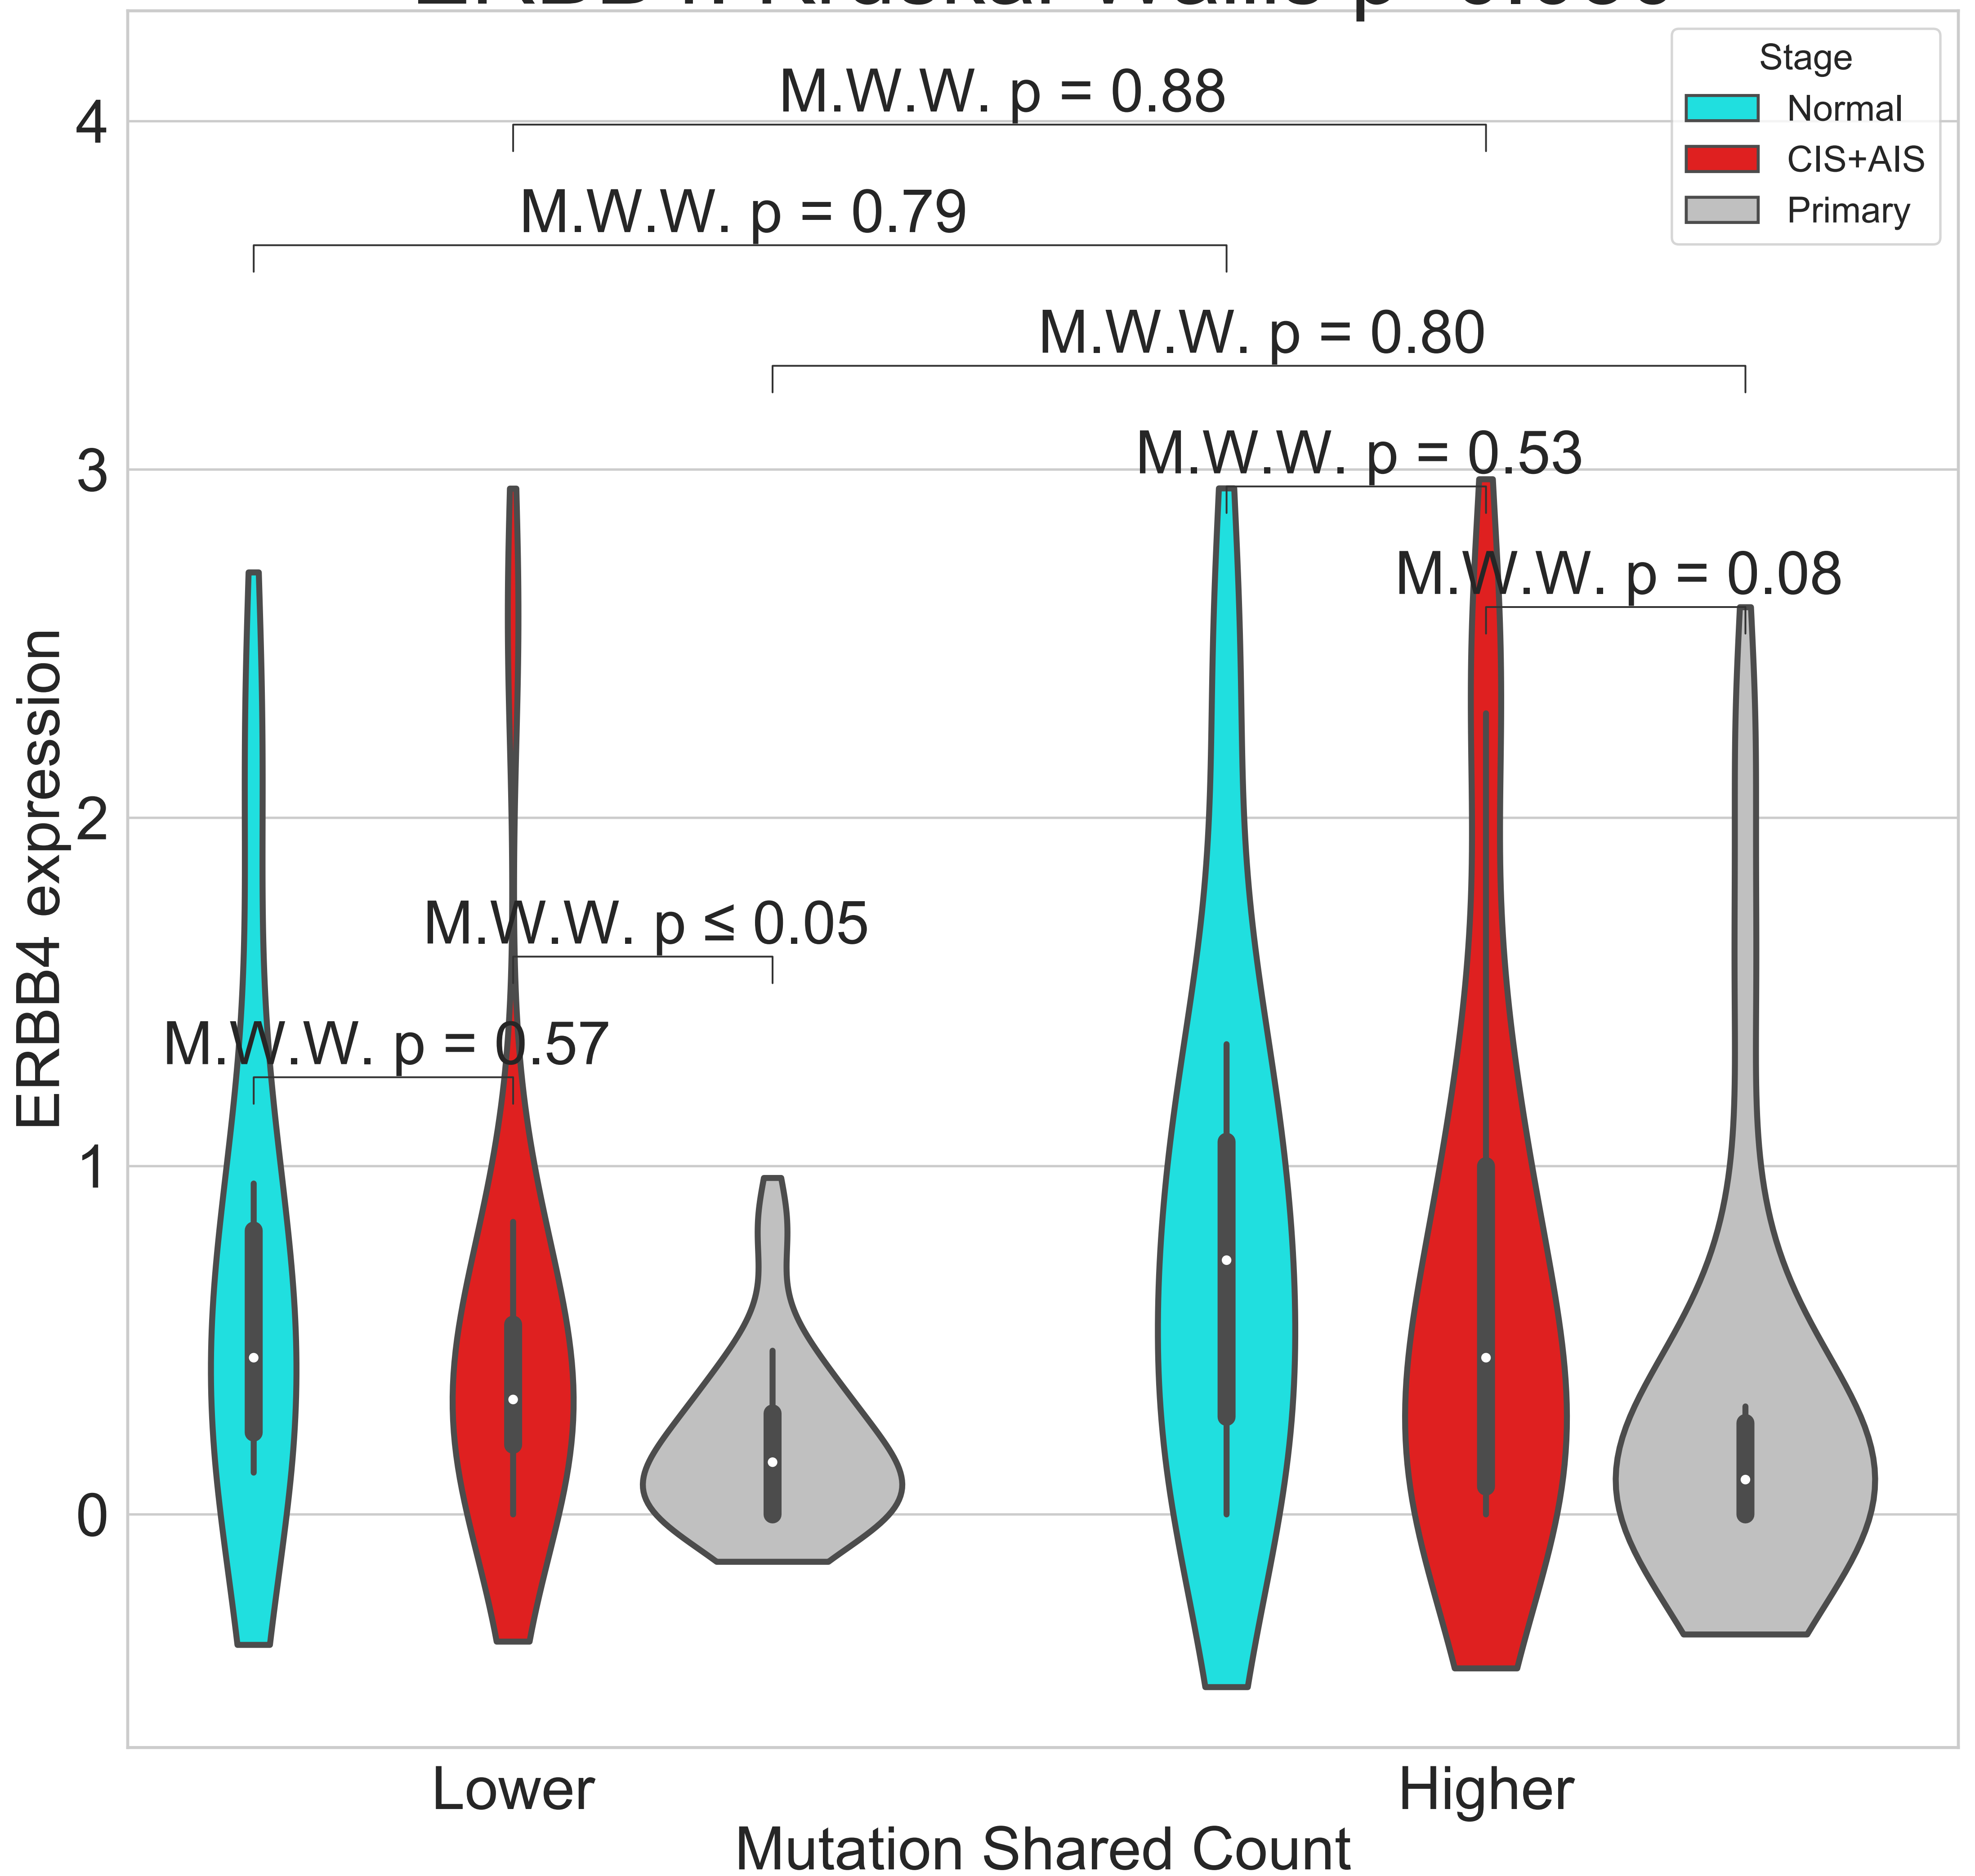 Stage
Normal
CIS+AIS
Primary
M.W.W. p = 0.88
M.W.W. p = 0.79
M.W.W. p = 0.80
M.W.W. p = 0.53
M.W.W. p = 0.08
M.W.W. p ≤ 0.05
M.W.W. p = 0.57
4
3
2
1
0
ERBB4 expression
Lower
Higher
Mutation Shared Count